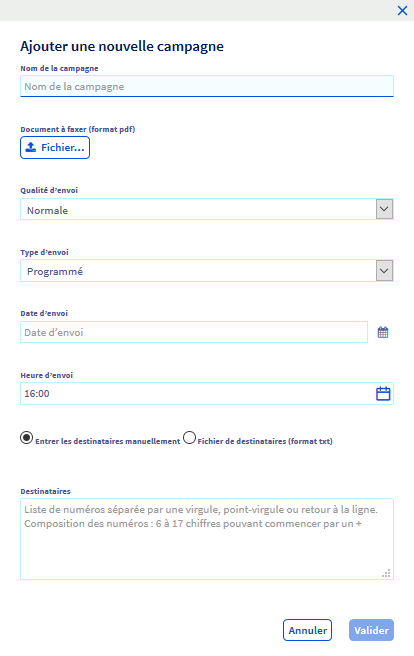 Ajouter une nouvelle campagne
Nom de la campagne
Nom de la campagne
Document à faxer (format pdf)
Fichier...
Qualité d'envoi
Normale
Type d'envoi
Programmé
Date d'envoi
Date d'envoi
Heure d'envoi
16:00
Entrer les destinataires manuellement Fichier de destinataires (format txt)
Destinataires
Liste de numéros séparée par une virgule, point-virgule ou retour à la ligne.
Composition des numéros : 6 à 17 chiffres pouvant commencer par un +
Annuler Valider